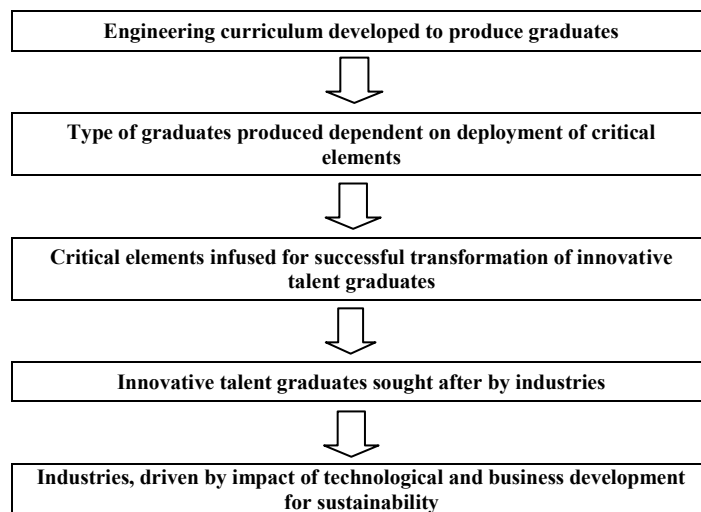 Engineering curriculum developed to produce graduates
Type of graduates produced dependent on deployment of critical
elements
Critical elements infused for successful transformation of innovative
talent graduates
Innovative talent graduates sought after by industries
Industries, driven by impact of technological and business development
for sustainability